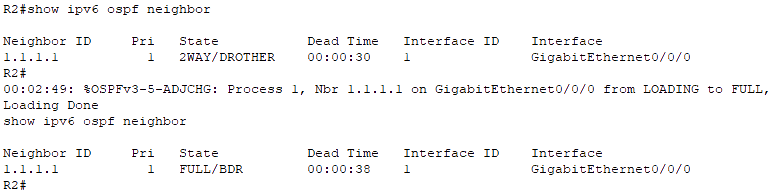 R2#show ipv6 ospf neighbor
Neighbor ID     Pri   State           Dead Time   Interface ID    Interface
1.1.1.1           1   2WAY/DROTHER    00:00:30    1               GigabitEthernet0/0/0
R2#
00:02:49: %OSPFv3-5-ADJCHG: Process 1, Nbr 1.1.1.1 on GigabitEthernet0/0/0 from LOADING to FULL,
Loading Done
show ipv6 ospf neighbor
Neighbor ID     Pri   State           Dead Time   Interface ID    Interface
1.1.1.1           1   FULL/BDR        00:00:38    1               GigabitEthernet0/0/0
R2#